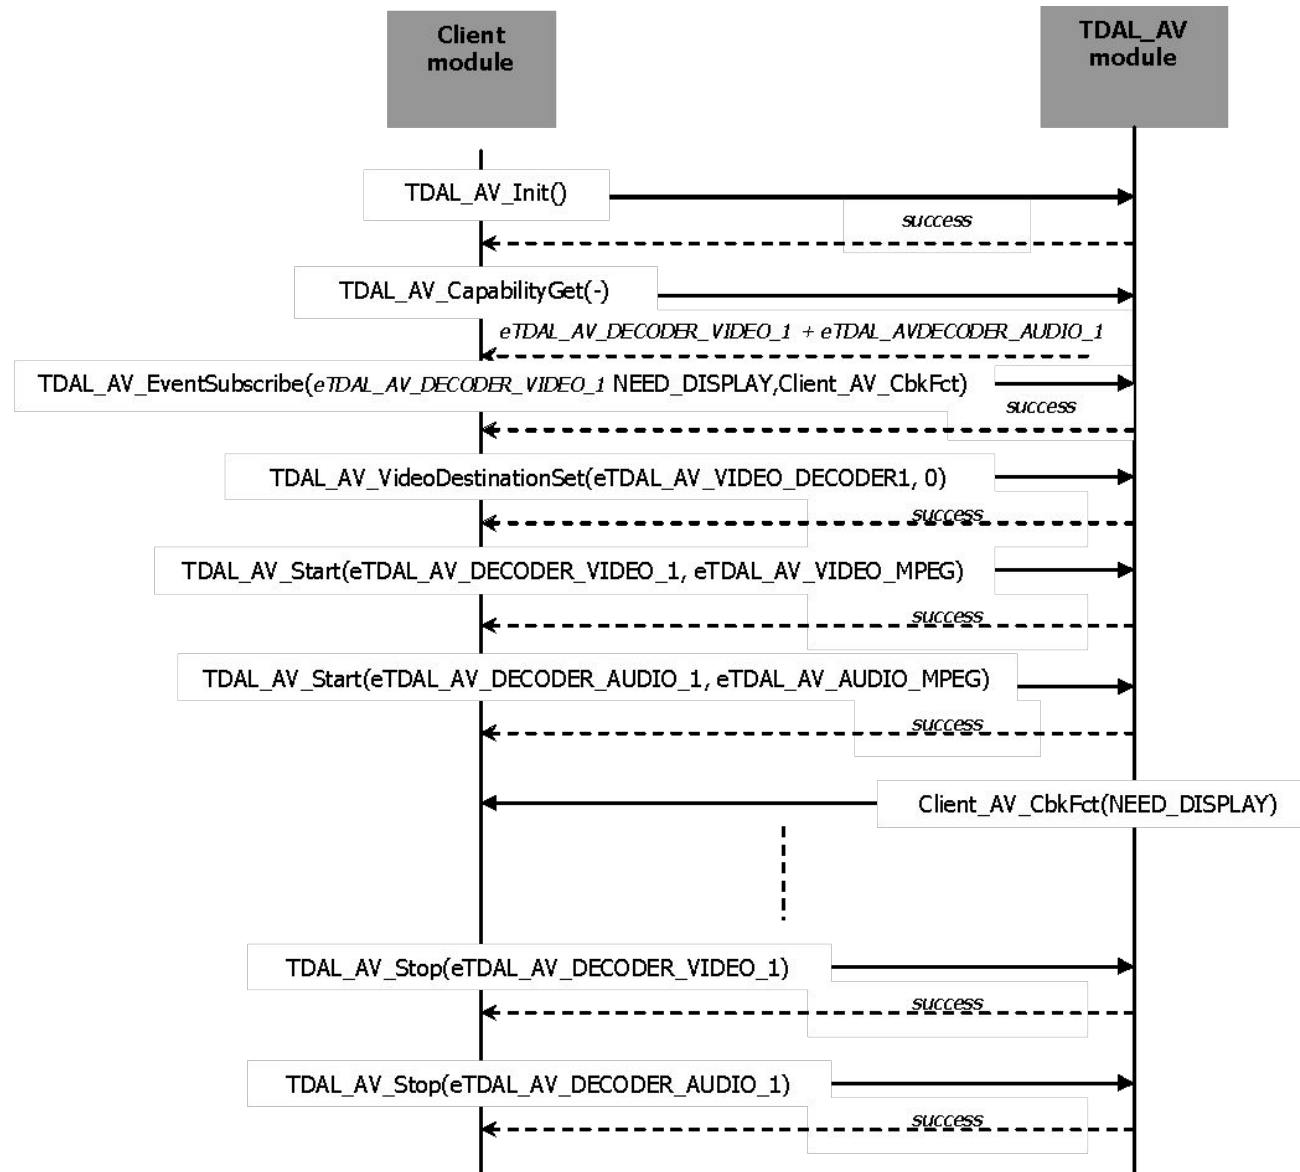 Client
module
TDAL_AV
module
TDAL_AV_Init()
success
TDAL_AV_CapabilityGet(-)
eTDAL_AV_DECODER_VIDEO_1 + eTDAL_AVDECODER_AUDIO_1
TDAL_AV_EventSubscribe(eTDAL_AV_DECODER_VIDEO_1 NEED_DISPLAY,Client_AV_CbkFct)
success
TDAL_AV_VideoDestinationSet(eTDAL_AV_VIDEO_DECODER1, 0)
success
TDAL_AV_Start(eTDAL_AV_DECODER_VIDEO_1, eTDAL_AV_VIDEO_MPEG)
success
TDAL_AV_Start(eTDAL_AV_DECODER_AUDIO_1, eTDAL_AV_AUDIO_MPEG)
success
Client_AV_CbkFct(NEED_DISPLAY)
TDAL_AV_Stop(eTDAL_AV_DECODER_VIDEO_1)
success
TDAL_AV_Stop(eTDAL_AV_DECODER_AUDIO_1)
success